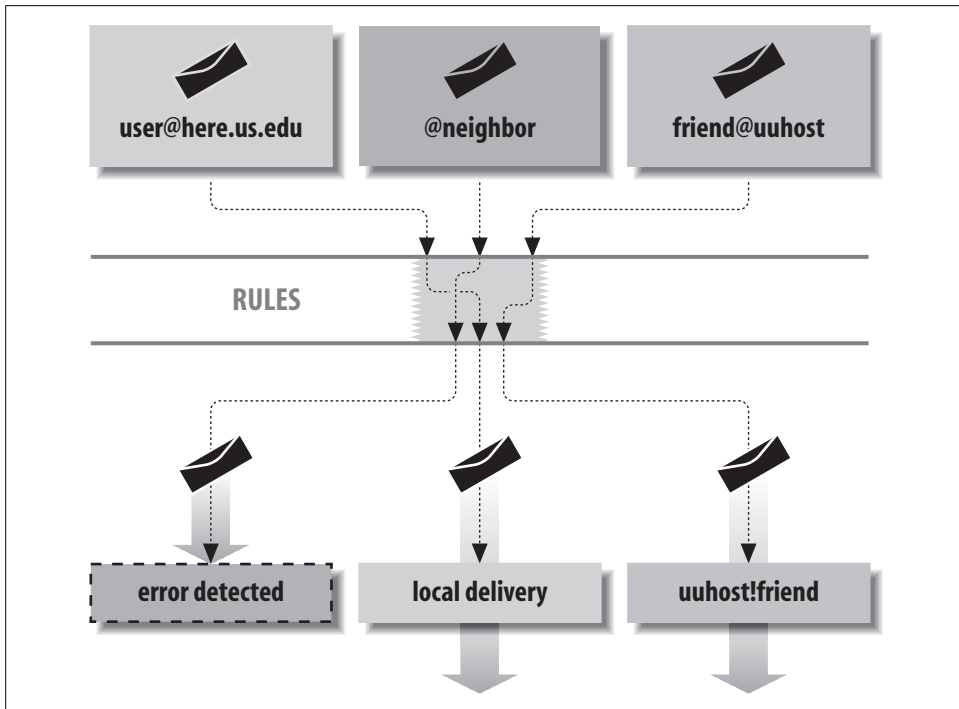 user@here.us.edu
@neighbor
friend@uuhost
RULES
error detected
local delivery
uuhost!friend